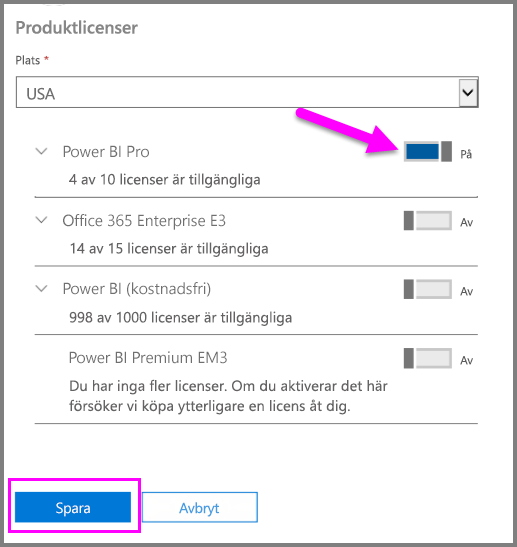 Produktlicenser
Plats *
USA
Power BI Pro
På
4 av 10 licenser är tillgängliga
Office 365 Enterprise E3
Av
14 av 15 licenser är tillgängliga
Power BI (kostnadsfri)
Av
998 av 1000 licenser är tillgängliga
Power BI Premium EM3
Av
Du har inga fler licenser. Om du aktiverar det här
försöker vi köpa ytterligare en licens åt dig.
Spara
Avbryt